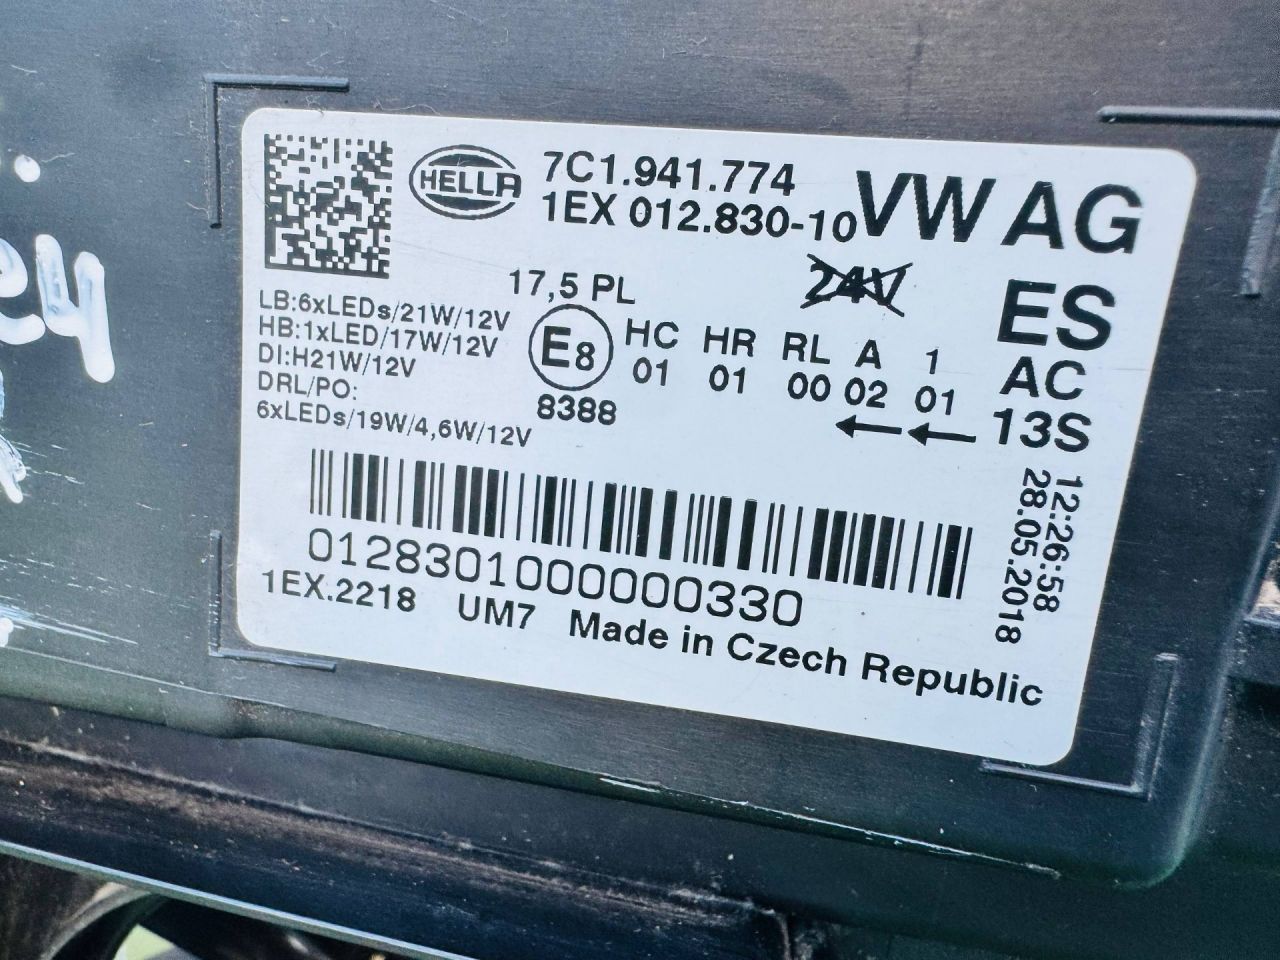 HELLA
7C1.941.774
1EX 012.830-10
VW AG
24V
17,5 PL
ES
LB:6xLEDs/21W/12V
HB:1xLED/17W/12V
DI:H21W/12V
DRL/PO:
6xLEDs/19W/4,6W/12V
E8
8388
HC HR RL A 1
01 01 00 02 01
AC
13S
12:26:58
28.05.2018
012830100000000330
1EX.2218 UM7 Made in Czech Republic